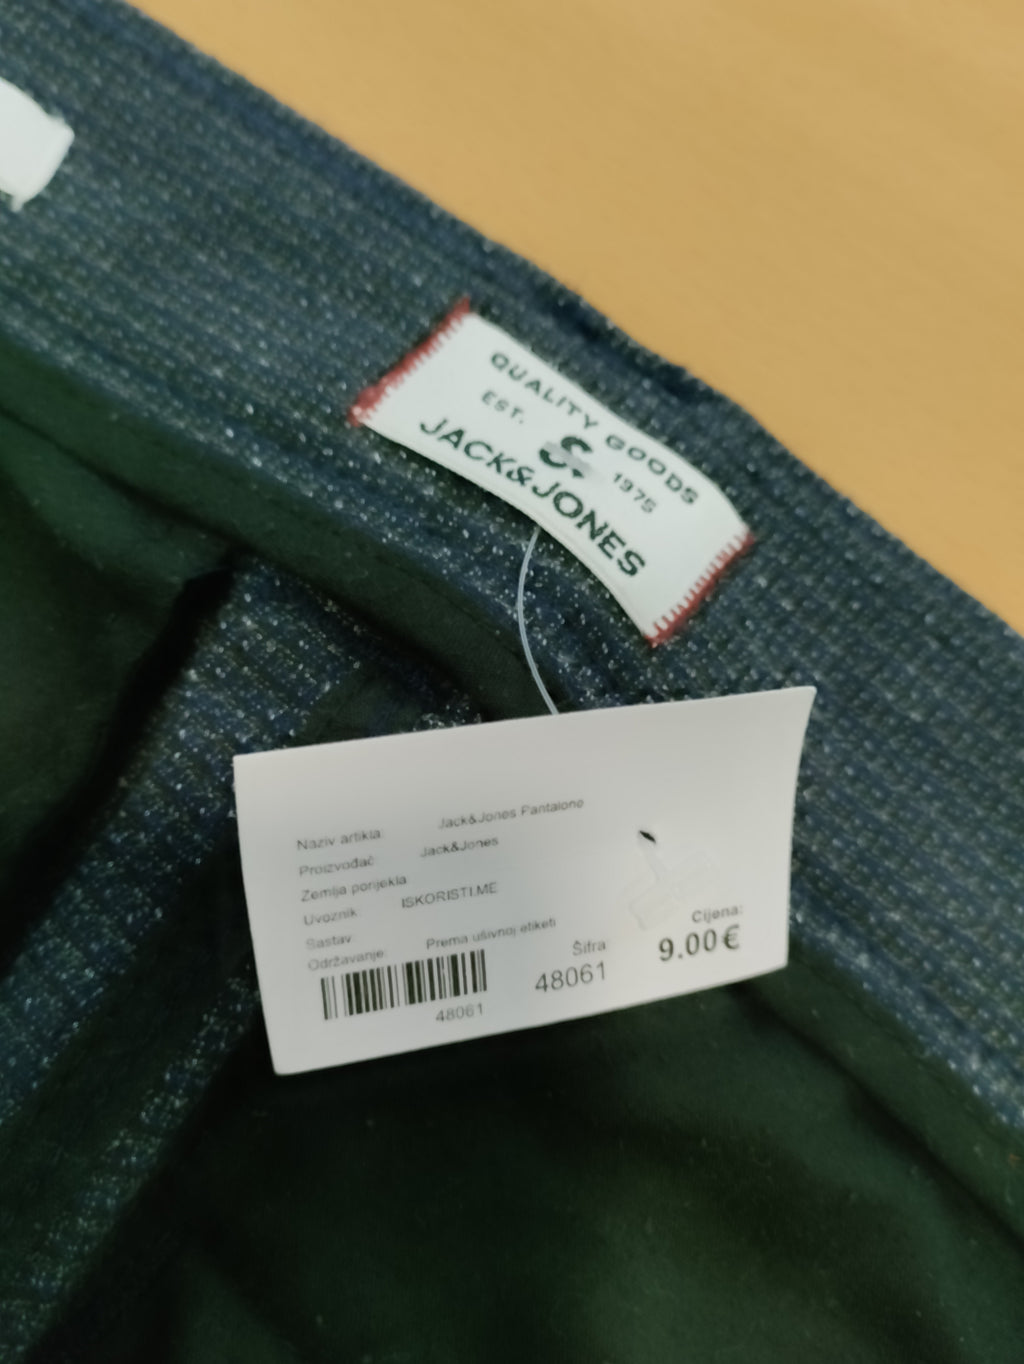 QUALITY GOODS
EST. & 1975
JACK&JONES
Naziv artikla: Jack&Jones Pantalone
Proizvođač: Jack&Jones
Zemlja porijekla:
Uvoznik: ISKORISTI.ME
Sastav:
Održavanje: Prema ušivnoj etiketi
48061
Šifra
48061
Cijena:
9.00€